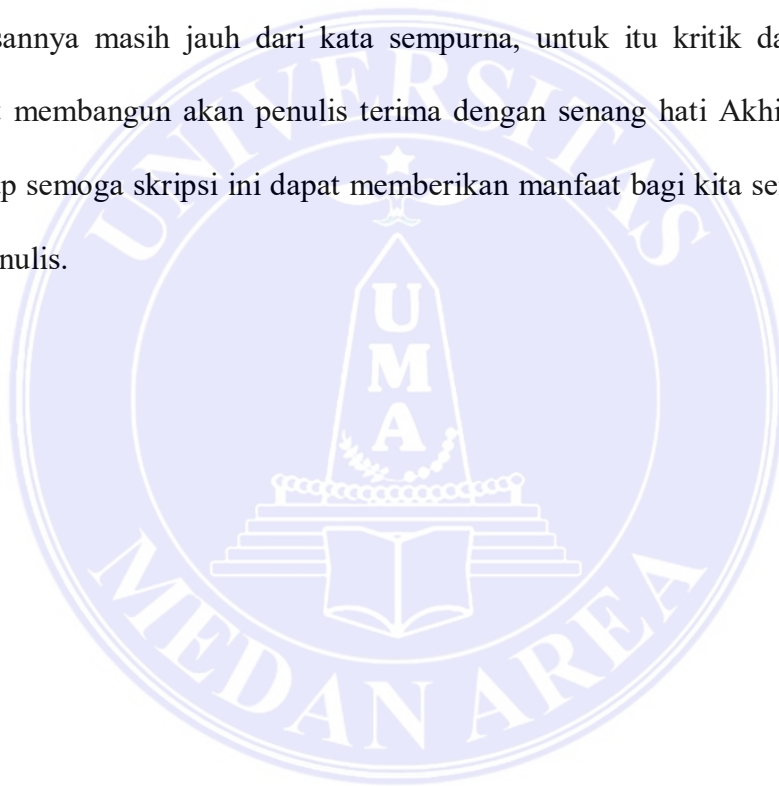 sannya masih jauh dari kata sempurna, untuk itu kritik da
membangun akan penulis terima dengan senang hati Akhi
p semoga skripsi ini dapat memberikan manfaat bagi kita se
nulis.
UNIVERSITAS
U
M
A
MEDAN AREA